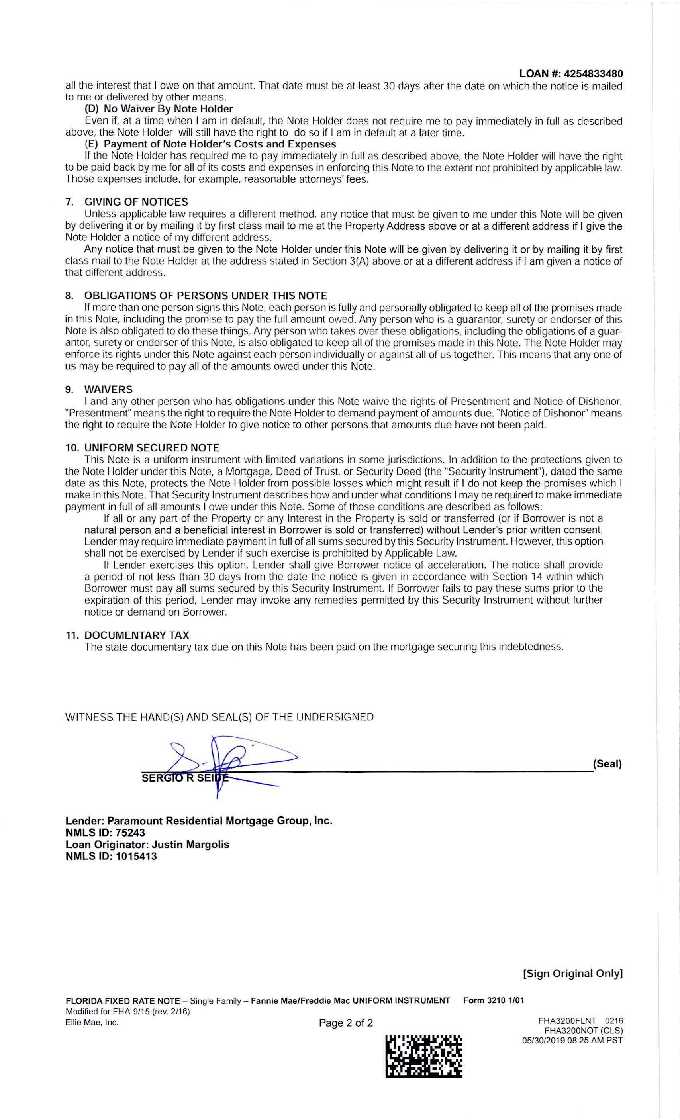 LOAN #: 4254833480
all the interest that I owe on that amount. That date must be at least 30 days after the date on which the notice is mailed
to me or delivered by other means.
(D) No Waiver By Note Holder
Even if, at a time when I am in default, the Note Holder does not require me to pay immediately in full as described
above, the Note Holder will still have the right to do so if I am in default at a later time.
(E) Payment of Note Holder's Costs and Expenses
If the Note Holder has required me to pay immediately in full as described above, the Note Holder will have the right
to be paid back by me for all of its costs and expenses in enforcing this Note to the extent not prohibited by applicable law.
Those expenses include, for example, reasonable attorneys' fees.
7. GIVING OF NOTICES
Unless applicable law requires a different method, any notice that must be given to me under this Note will be given
by delivering it or by mailing it by first class mail to me at the Property Address above or at a different address if I give the
Note Holder a notice of my different address.
Any notice that must be given to the Note Holder under this Note will be given by delivering it or by mailing it by first
class mail to the Note Holder at the address stated in Section 3(A) above or at a different address if I am given a notice of
that different address.
8. OBLIGATIONS OF PERSONS UNDER THIS NOTE
If more than one person signs this Note, each person is fully and personally obligated to keep all of the promises made
in this Note, including the promise to pay the full amount owed. Any person who is a guarantor, surety or endorser of this
Note is also obligated to do these things. Any person who takes over these obligations, including the obligations of a guar-
antor, surety or endorser of this Note, is also obligated to keep all of the promises made in this Note. The Note Holder may
enforce its rights under this Note against each person individually or against all of us together. This means that any one of
us may be required to pay all of the amounts owed under this Note.
9. WAIVERS
I and any other person who has obligations under this Note waive the rights of Presentment and Notice of Dishonor.
"Presentment" means the right to require the Note Holder to demand payment of amounts due. "Notice of Dishonor" means
the right to require the Note Holder to give notice to other persons that amounts due have not been paid.
10. UNIFORM SECURED NOTE
This Note is a uniform instrument with limited variations in some jurisdictions. In addition to the protections given to
the Note Holder under this Note, a Mortgage, Deed of Trust, or Security Deed (the "Security Instrument"), dated the same
date as this Note, protects the Note Holder from possible losses which might result if I do not keep the promises which I
make in this Note. That Security Instrument describes how and under what conditions I may be required to make immediate
payment in full of all amounts I owe under this Note. Some of those conditions are described as follows:
If all or any part of the Property or any Interest in the Property is sold or transferred (or if Borrower is not a
natural person and a beneficial interest in Borrower is sold or transferred) without Lender's prior written consent,
Lender may require immediate payment in full of all sums secured by this Security Instrument. However, this option
shall not be exercised by Lender if such exercise is prohibited by Applicable Law.
If Lender exercises this option, Lender shall give Borrower notice of acceleration. The notice shall provide
a period of not less than 30 days from the date the notice is given in accordance with Section 14 within which
Borrower must pay all sums secured by this Security Instrument. If Borrower fails to pay these sums prior to the
expiration of this period, Lender may invoke any remedies permitted by this Security Instrument without further
notice or demand on Borrower.
11. DOCUMENTARY TAX
The state documentary tax due on this Note has been paid on the mortgage securing this indebtedness.
WITNESS THE HAND(S) AND SEAL(S) OF THE UNDERSIGNED
(Seal)
SERGIO R SEIDE
Lender: Paramount Residential Mortgage Group, Inc.
NMLS ID: 75243
Loan Originator: Justin Margolis
NMLS ID: 1015413
[Sign Original Only]
FLORIDA FIXED RATE NOTE – Single Family – Fannie Mae/Freddie Mac UNIFORM INSTRUMENT Form 3210 1/01
Modified for FHA 9/15 (rev. 2/16)
Ellie Mae, Inc.
Page 2 of 2
FHA3200FLNT 0216
FHA3200NOT (CLS)
05/30/2019 08:25 AM PST